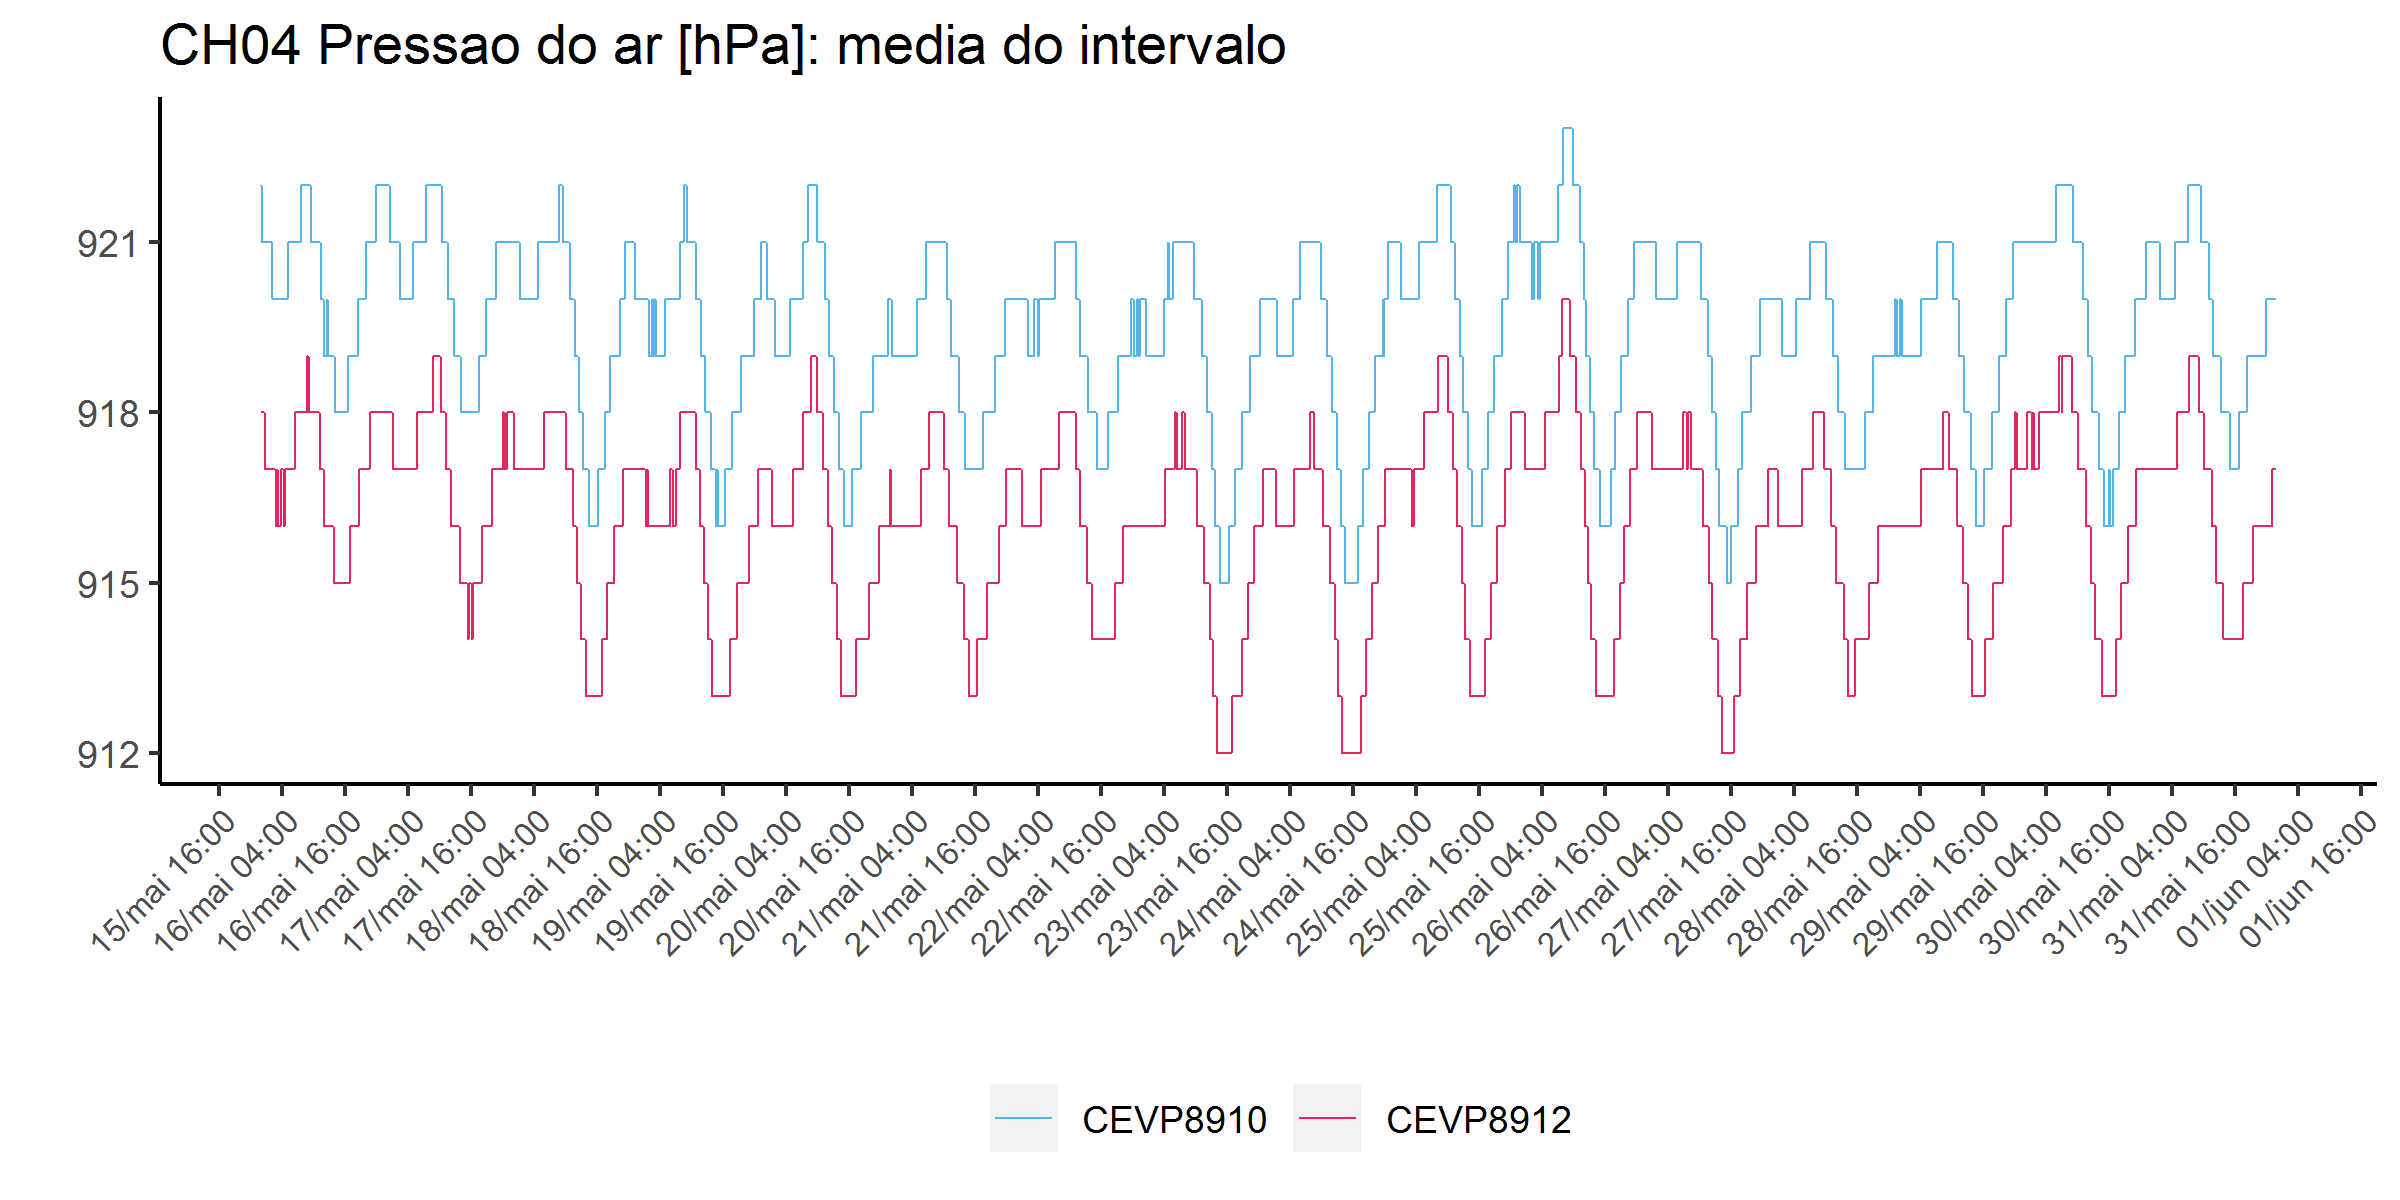 CH04 Pressao do ar [hPa]: media do intervalo
921
918
915
912
15/mai 16:00
16/mai 04:00
16/mai 16:00
17/mai 04:00
17/mai 16:00
18/mai 04:00
18/mai 16:00
19/mai 04:00
19/mai 16:00
20/mai 04:00
20/mai 16:00
21/mai 04:00
21/mai 16:00
22/mai 04:00
22/mai 16:00
23/mai 04:00
23/mai 16:00
24/mai 04:00
24/mai 16:00
25/mai 04:00
25/mai 16:00
26/mai 04:00
26/mai 16:00
27/mai 04:00
27/mai 16:00
28/mai 04:00
28/mai 16:00
29/mai 04:00
29/mai 16:00
30/mai 04:00
30/mai 16:00
31/mai 04:00
31/mai 16:00
01/jun 04:00
01/jun 16:00
CEVP8910
CEVP8912